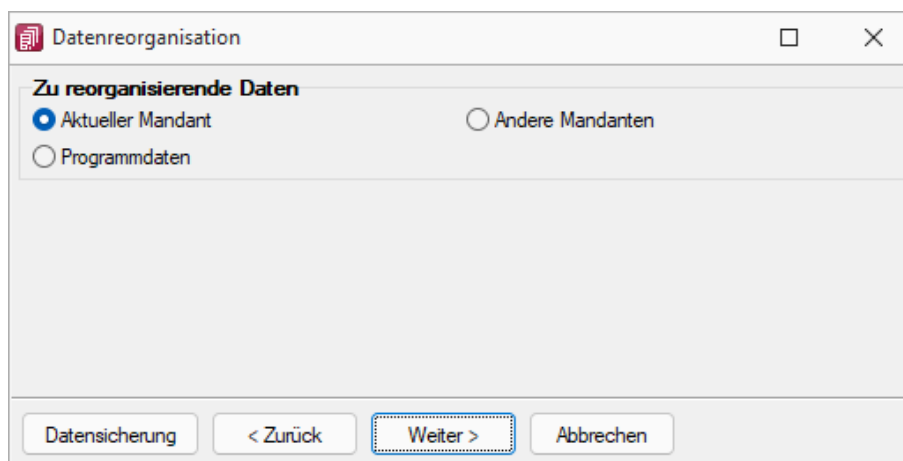 Datenreorganisation
Zu reorganisierende Daten
Aktueller Mandant
Andere Mandanten
Programmdaten
Datensicherung
< Zurück
Weiter >
Abbrechen